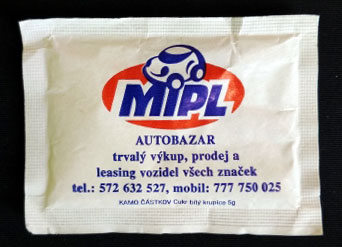 MIPL
AUTOBAZAR
trvalý výkup, prodej a
leasing vozidel všech značek
tel.: 572 632 527, mobil: 777 750 025
KAMO ČÁSTKOV Cukr bílý krupice 5g